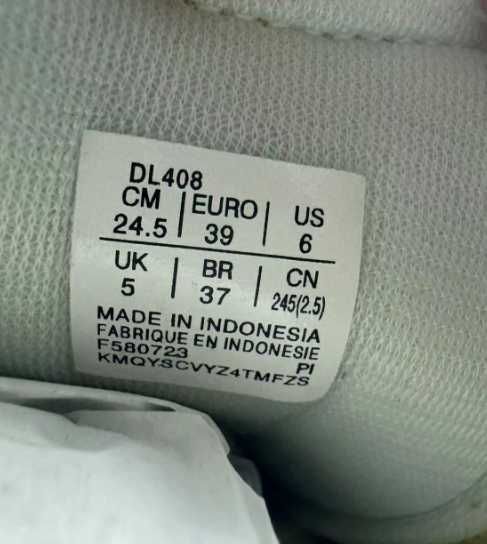 DL408
CM | EURO | US
24.5 | 39 | 6
UK | BR | CN
5 | 37 | 245(2.5)
MADE IN INDONESIA
FABRIQUE EN INDONESIE
F580723 PI
KMQYSCVYZ4TMFZS